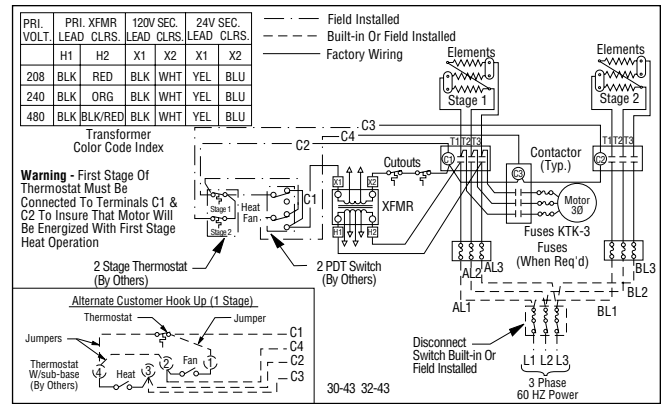 PRI. VOLT. PRI. XFMR LEAD CLRS. 120V SEC. LEAD CLRS. 24V SEC. LEAD CLRS.
H1 H2 X1 X2 X1 X2
208 BLK RED BLK WHT YEL BLU
240 BLK ORG BLK WHT YEL BLU
480 BLK BLK/RED BLK WHT YEL BLU
Transformer
Color Code Index
Field Installed
Built-in Or Field Installed
Factory Wiring
Warning - First Stage Of
Thermostat Must Be
Connected To Terminals C1 &
C2 To Insure That Motor Will
Be Energized With First Stage
Heat Operation
Elements
Stage 1
Elements
Stage 2
C3
C4
C2
T1 T2 T3
T1 T2 T3
C1
C3
C2
Contactor
(Typ.)
Cutouts
X1 X2
XFMR
H1 H2
C1
Stage 1
Stage 2
Heat
Fan
Motor
3Ø
Fuses KTK-3
Fuses
(When Req'd)
2 Stage Thermostat
(By Others)
2 PDT Switch
(By Others)
AL1
AL2
AL3
BL1
BL2
BL3
Disconnect
Switch Built-in Or
Field Installed
L1 L2 L3
3 Phase
60 HZ Power
Alternate Customer Hook Up (1 Stage)
Thermostat
Jumper
Jumpers
C1
C4
C2
C3
Thermostat
W/sub-base
(By Others)
4 Heat 3 2 Fan 1
30-43 32-43